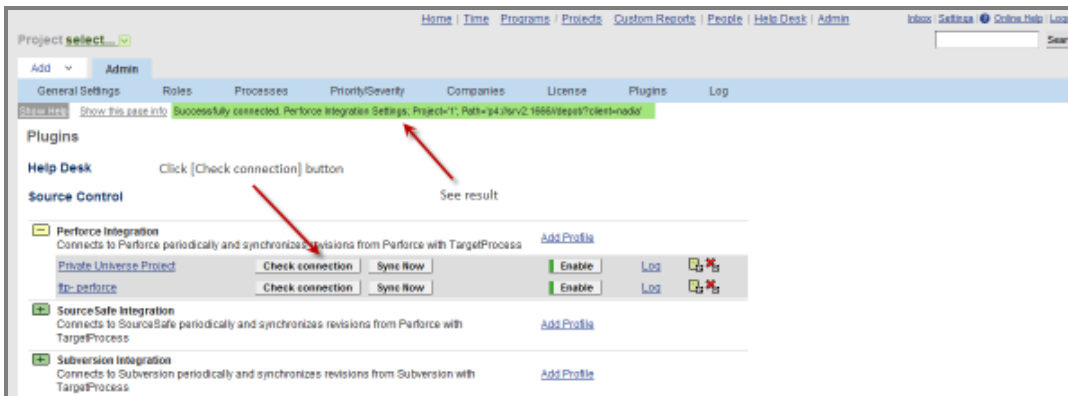 Home | Time Programs / Projects Custom Reports | People | Help Desk | Admin
Inbox | Settings | Online Help | Log
Project select...
Sear
Add Admin
General Settings Roles Processes Priority/Severity Companies License Plugins Log
Show Help Show this page info Successfully connected. Perforce Integration Settings; Project='1'; Path='p4://srv2:1666//depot/?client=nadia'
Plugins
Help Desk Click [Check connection] button
Source Control See result
Perforce Integration
Connects to Perforce periodically and synchronizes revisions from Perforce with TargetProcess Add Profile
Private Universe Project Check connection Sync Now Enable Log
ftp- perforce Check connection Sync Now Enable Log
SourceSafe Integration
Connects to SourceSafe periodically and synchronizes revisions from Perforce with TargetProcess Add Profile
Subversion Integration
Connects to Subversion periodically and synchronizes revisions from Subversion with TargetProcess Add Profile